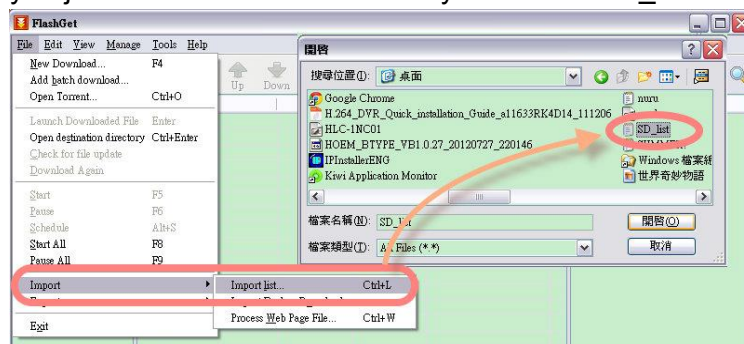 FlashGet
File Edit View Manage Tools Help
New Download... F4
Add batch download...
Open Torrent... Ctrl+O
Launch Downloaded File Enter
Open destination directory Ctrl+Enter
Check for file update
Download Again
Start F5
Pause F6
Schedule Alt+S
Start All F8
Pause All F9
Import
Exit
Import list... Ctrl+L
Process Web Page File... Ctrl+W
Up Down
開啓
搜尋位置(I): 桌面
Google Chrome
H.264_DVR_Quick_installation_Guide_a11633RK4D14_111206
HLC-1NC01
HOEM_BTYPE_VB1.0.27_20120727_220146
IPInstallerENG
Kiwi Application Monitor
nuru
SD_list
Windows 檔案
世界奇妙物語
檔案名稱(N): SD_list
開啓(O)
檔案類型(T): All Files (*.*)
取消